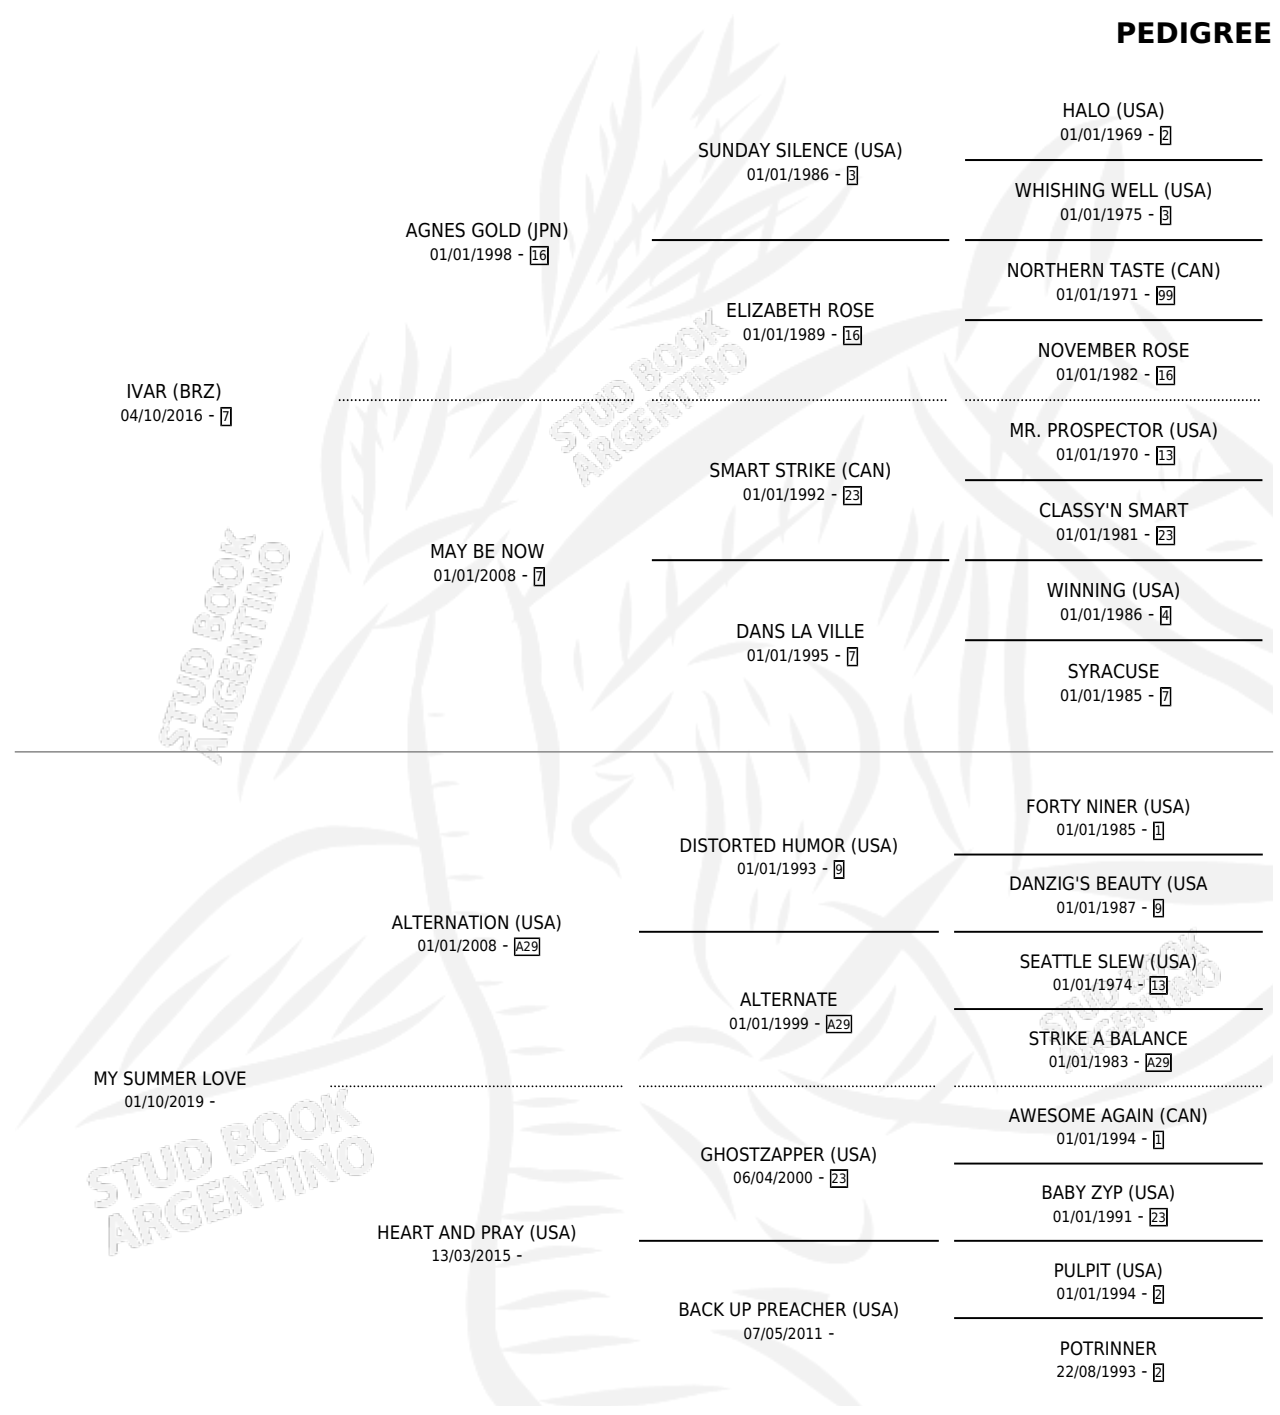 PEDIGREE
HALO (USA)
01/01/1969 - 2
SUNDAY SILENCE (USA)
01/01/1986 - 3
WHISHING WELL (USA)
01/01/1975 - 3
AGNES GOLD (JPN)
01/01/1998 - 16
NORTHERN TASTE (CAN)
01/01/1971 - 99
ELIZABETH ROSE
01/01/1989 - 16
NOVEMBER ROSE
01/01/1982 - 16
IVAR (BRZ)
04/10/2016 - 7
MR. PROSPECTOR (USA)
01/01/1970 - 13
SMART STRIKE (CAN)
01/01/1992 - 23
CLASSY'N SMART
01/01/1981 - 23
MAY BE NOW
01/01/2008 - 7
WINNING (USA)
01/01/1986 - 4
DANS LA VILLE
01/01/1995 - 7
SYRACUSE
01/01/1985 - 7
FORTY NINER (USA)
01/01/1985 - 1
DISTORTED HUMOR (USA)
01/01/1993 - 9
DANZIG'S BEAUTY (USA
01/01/1987 - 9
ALTERNATION (USA)
01/01/2008 - A29
SEATTLE SLEW (USA)
01/01/1974 - 13
ALTERNATE
01/01/1999 - A29
STRIKE A BALANCE
01/01/1983 - A29
MY SUMMER LOVE
01/10/2019 -
AWESOME AGAIN (CAN)
01/01/1994 - 1
GHOSTZAPPER (USA)
06/04/2000 - 23
BABY ZYP (USA)
01/01/1991 - 23
HEART AND PRAY (USA)
13/03/2015 -
PULPIT (USA)
01/01/1994 - 2
BACK UP PREACHER (USA)
07/05/2011 -
POTRINNER
22/08/1993 - 2
STUD BOOK
ARGENTINO
STUD BOOK
ARGENTINO
STUD BOOK
ARGENTINO
STUD BOOK
ARGENTINO